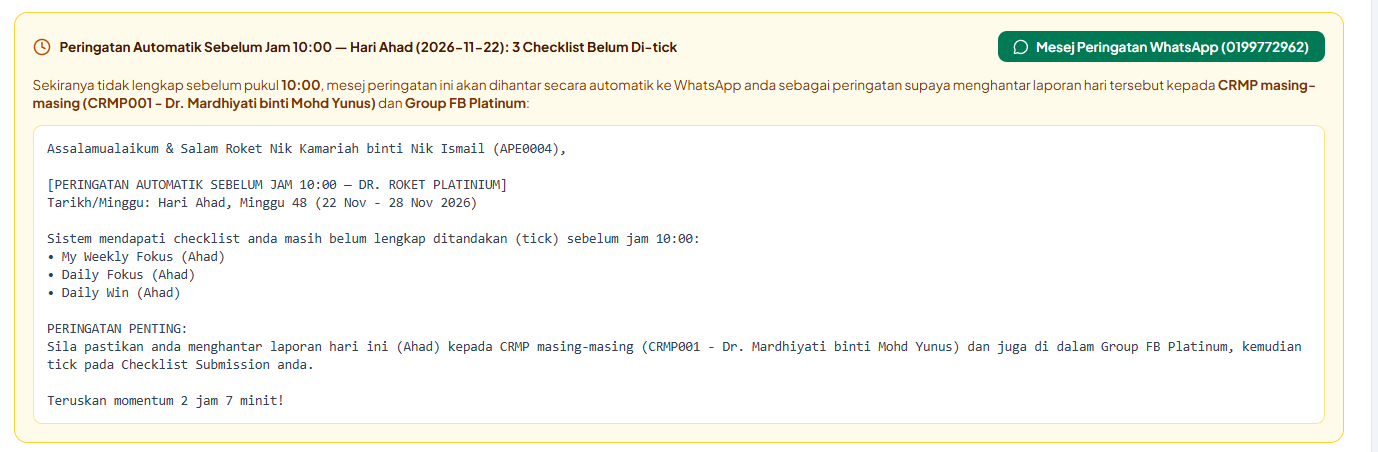 Peringatan Automatik Sebelum Jam 10:00 — Hari Ahad (2026-11-22): 3 Checklist Belum Di-tick
Mesej Peringatan WhatsApp (0199772962)
Sekiranya tidak lengkap sebelum pukul 10:00, mesej peringatan ini akan dihantar secara automatik ke WhatsApp anda sebagai peringatan supaya menghantar laporan hari tersebut kepada CRMP masing-
masing (CRMP001 - Dr. Mardhiyati binti Mohd Yunus) dan Group FB Platinum:
Assalamualaikum & Salam Roket Nik Kamariah binti Nik Ismail (APE0004),
[PERINGATAN AUTOMATIK SEBELUM JAM 10:00 — DR. ROKET PLATINIUM]
Tarikh/Minggu: Hari Ahad, Minggu 48 (22 Nov - 28 Nov 2026)
Sistem mendapati checklist anda masih belum lengkap ditandakan (tick) sebelum jam 10:00:
• My Weekly Fokus (Ahad)
• Daily Fokus (Ahad)
• Daily Win (Ahad)
PERINGATAN PENTING:
Sila pastikan anda menghantar laporan hari ini (Ahad) kepada CRMP masing-masing (CRMP001 - Dr. Mardhiyati binti Mohd Yunus) dan juga di dalam Group FB Platinum, kemudian
tick pada Checklist Submission anda.
Teruskan momentum 2 jam 7 minit!